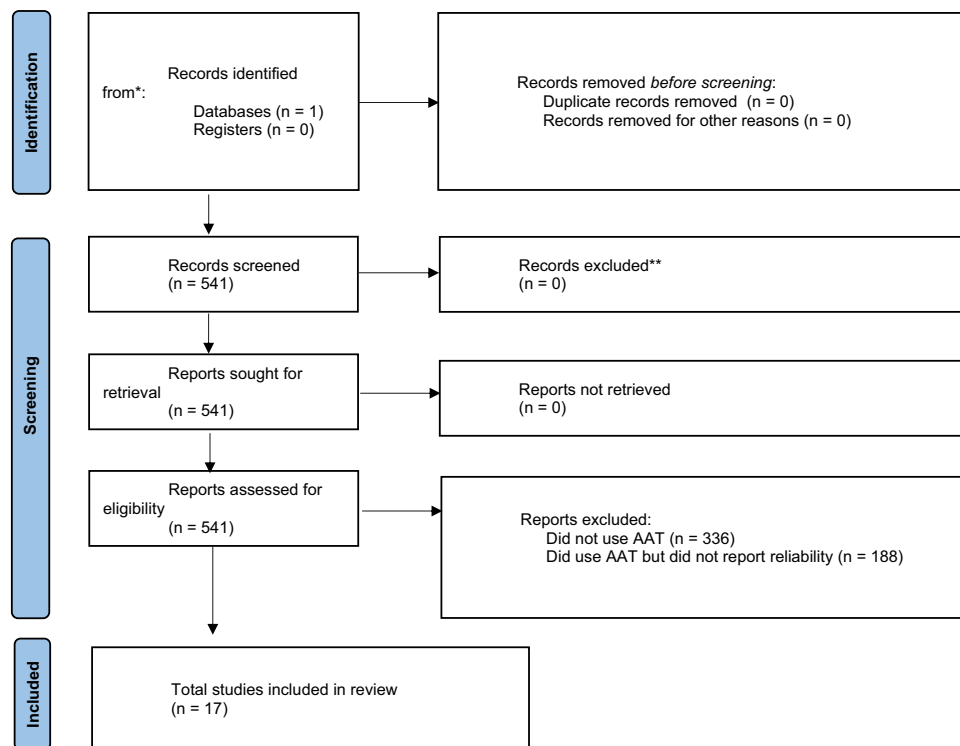 Identification
Records identified
from*:
Databases (n = 1)
Registers (n = 0)
Records removed before screening:
Duplicate records removed (n = 0)
Records removed for other reasons (n = 0)
Screening
Records screened
(n = 541)
Records excluded**
(n = 0)
Reports sought for
retrieval
(n = 541)
Reports not retrieved
(n = 0)
Reports assessed for
eligibility
(n = 541)
Reports excluded:
Did not use AAT (n = 336)
Did use AAT but did not report reliability (n = 188)
Included
Total studies included in review
(n = 17)